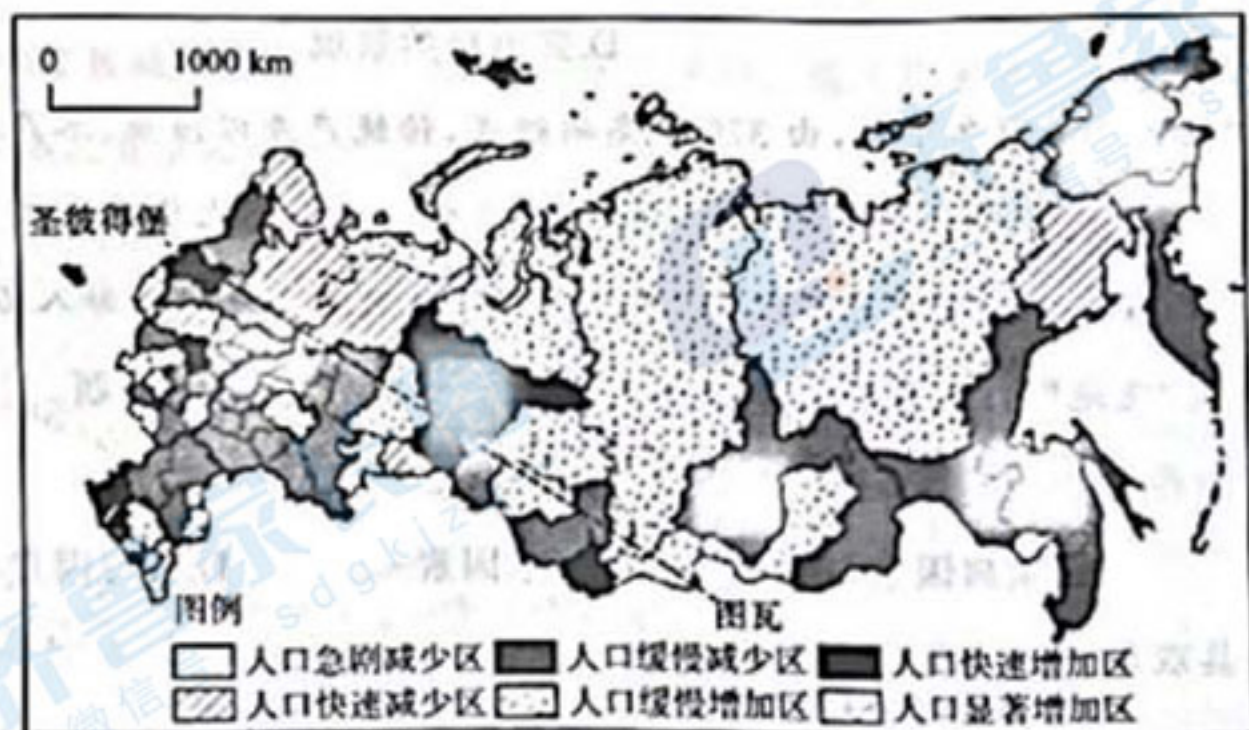 0 1000 km
圣彼得堡
图例 图瓦
人口急剧减少区 人口缓慢减少区 人口快速增加区
人口快速减少区 人口缓慢增加区 人口显著增加区
sdgkjz